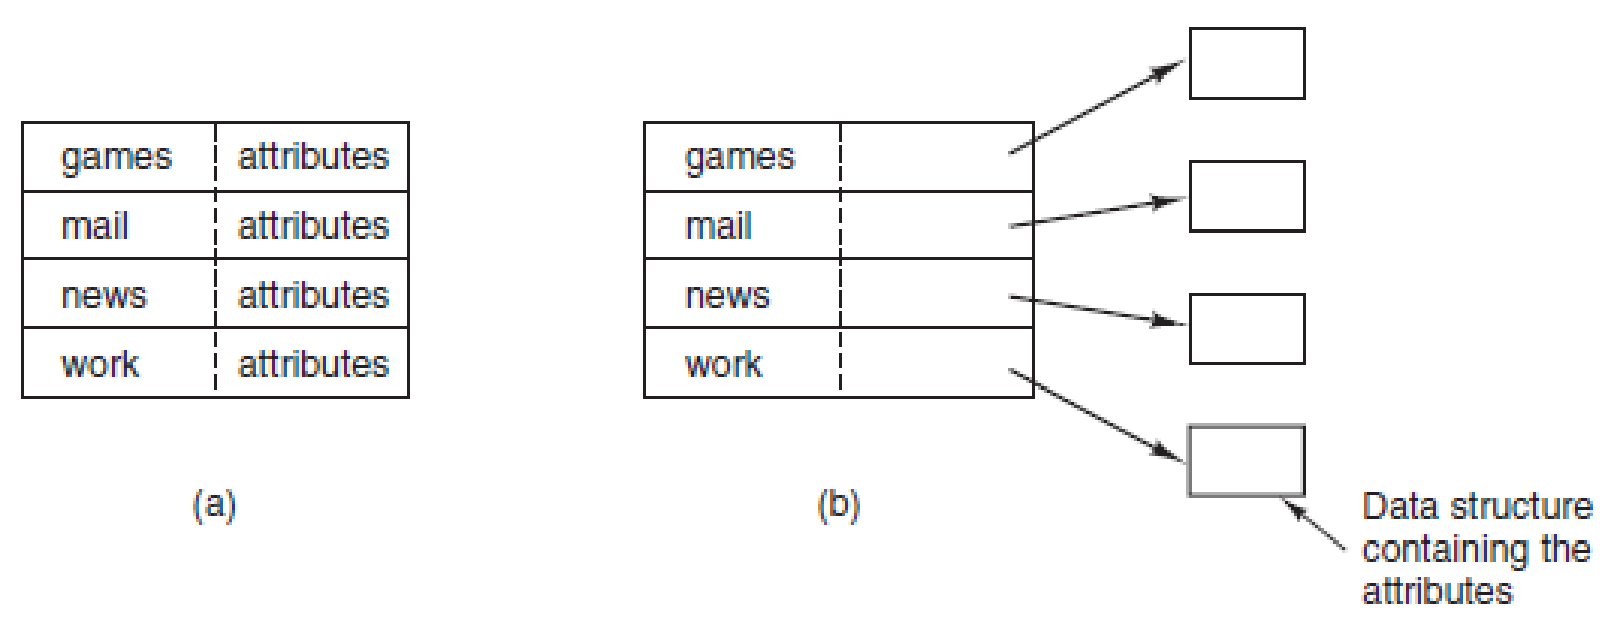 games attributes
mail attributes
news attributes
work attributes
(a)
games
mail
news
work
(b)
Data structure
containing the
attributes